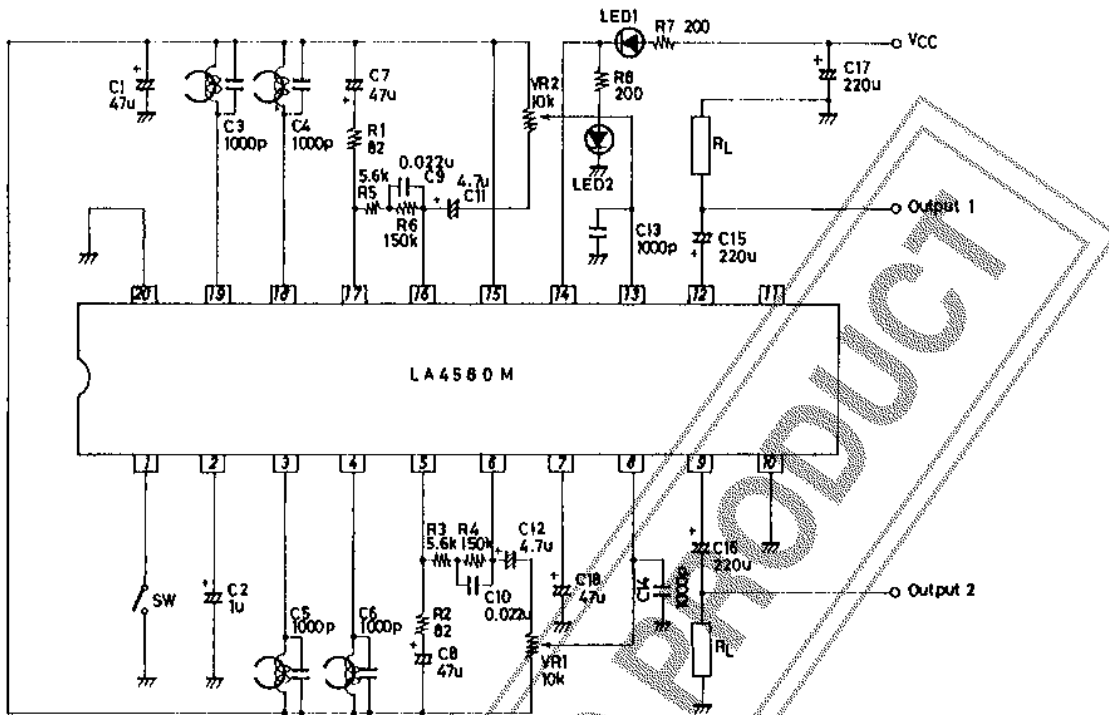 LED1
R7 200
VCC
C1
47u
C3
1000p
C4
1000p
C7
47u
R1
82
VR2
10k
R8
200
C17
220u
RL
LED2
0.022u
C9
5.6k
R5
R6
150k
4.7u
C11
C13
1000p
Output 1
C15
220u
20
19
18
17
16
15
14
13
12
11
LA4580M
1
2
3
4
5
6
7
8
9
10
SW
C2
1u
C5
1000p
C6
1000p
R3
5.6k
R4
150k
C12
4.7u
C10
0.022u
R2
82
C8
47u
VR1
10k
C18
47u
C14
1000p
C16
220u
Output 2
RL
PRODUCT